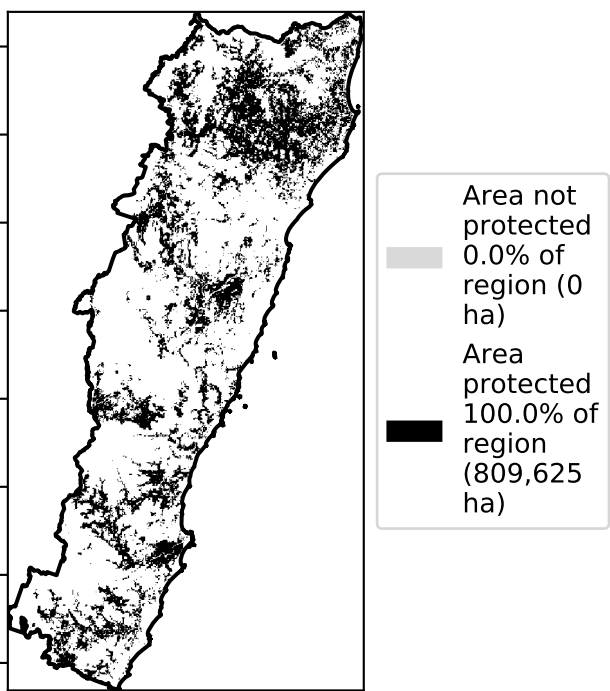 Area not
protected
0.0% of
region (0
ha)
Area
protected
100.0% of
region
(809,625
ha)